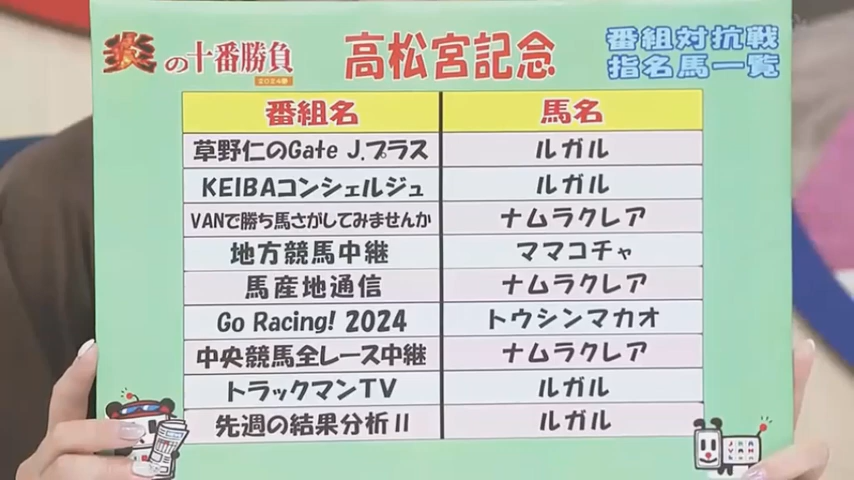 炎の十番勝負
2024春
高松宮記念
番組対抗戦
指名馬一覧
番組名 馬名
草野仁のGate J.プラス ルガル
KEIBAコンシェルジュ ルガル
VANで勝ち馬さがしてみませんか ナムラクレア
地方競馬中継 ママコチャ
馬産地通信 ナムラクレア
Go Racing! 2024 トウシンマカオ
中央競馬全レース中継 ナムラクレア
トラックマンTV ルガル
先週の結果分析II ルガル